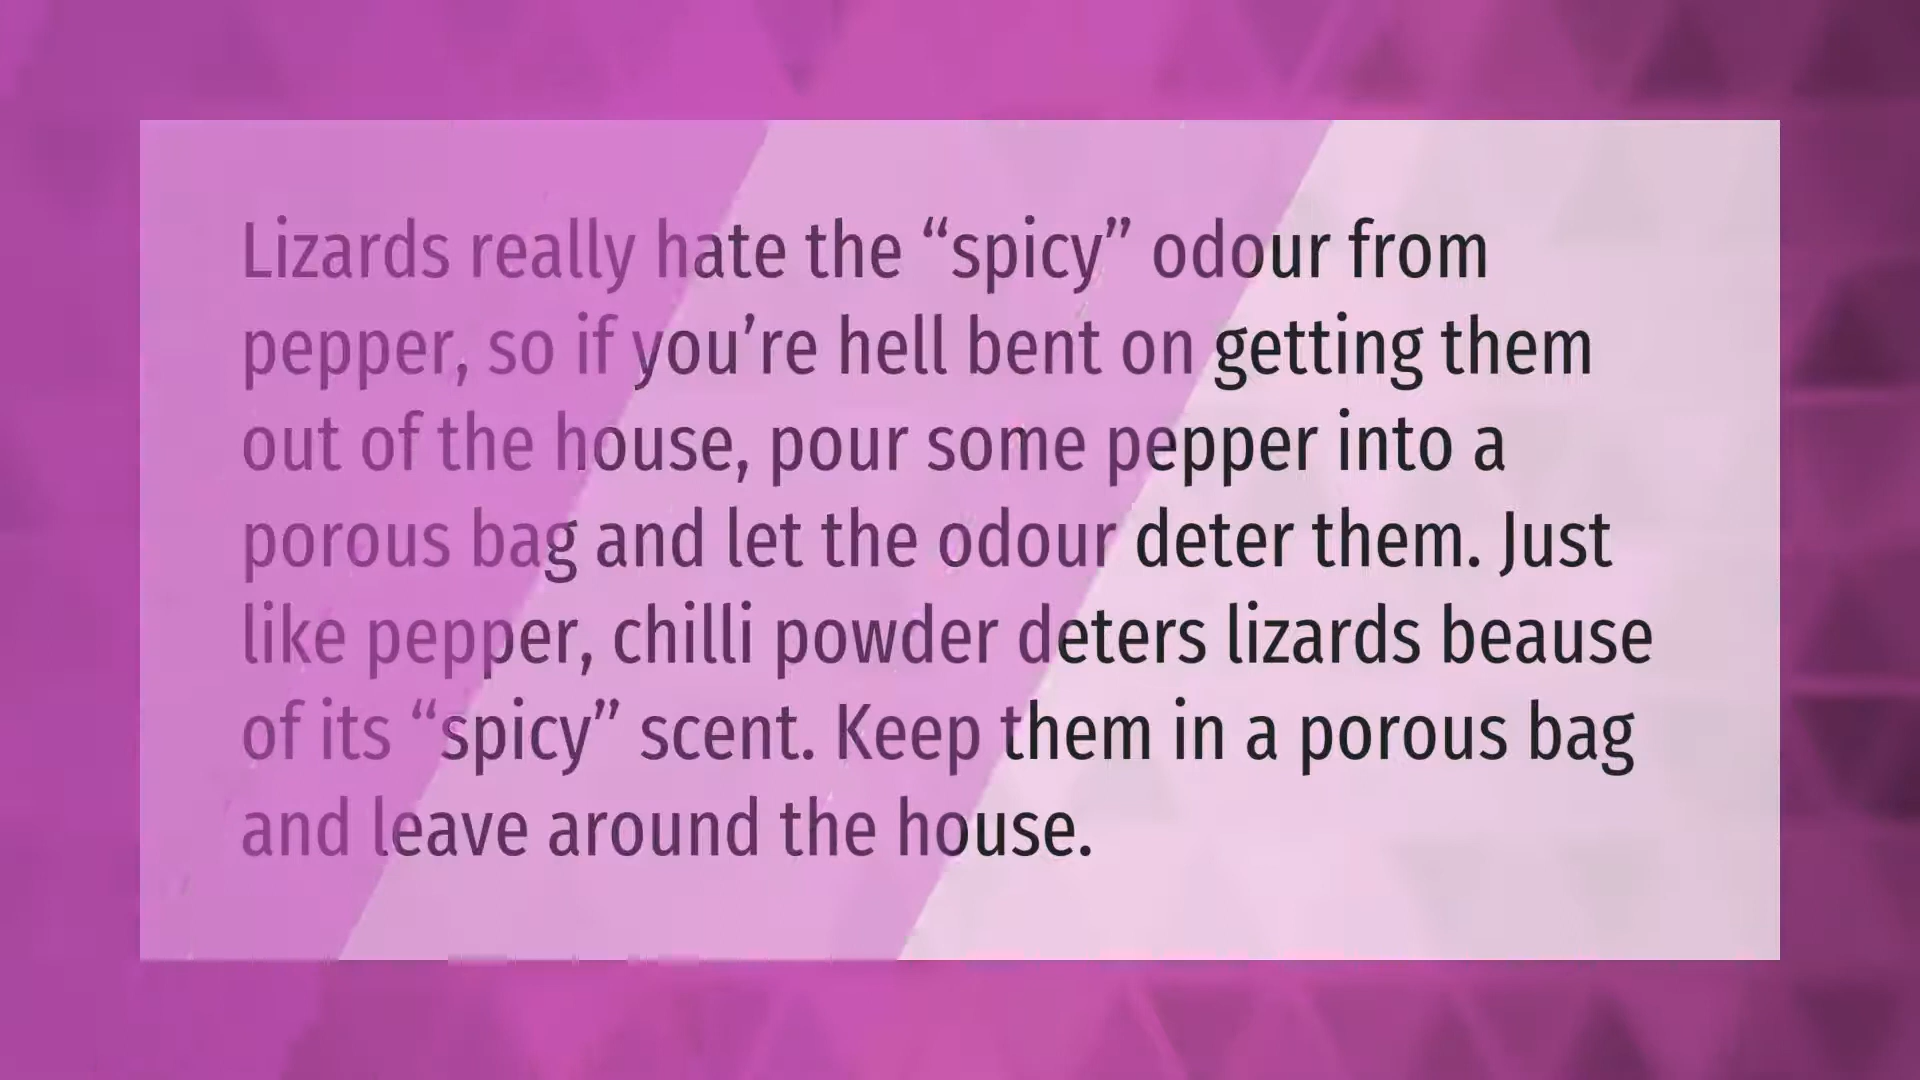 Lizards really hate the “spicy” odour from
pepper, so if you’re hell bent on getting them
out of the house, pour some pepper into a
porous bag and let the odour deter them. Just
like pepper, chilli powder deters lizards beause
of its “spicy” scent. Keep them in a porous bag
and leave around the house.